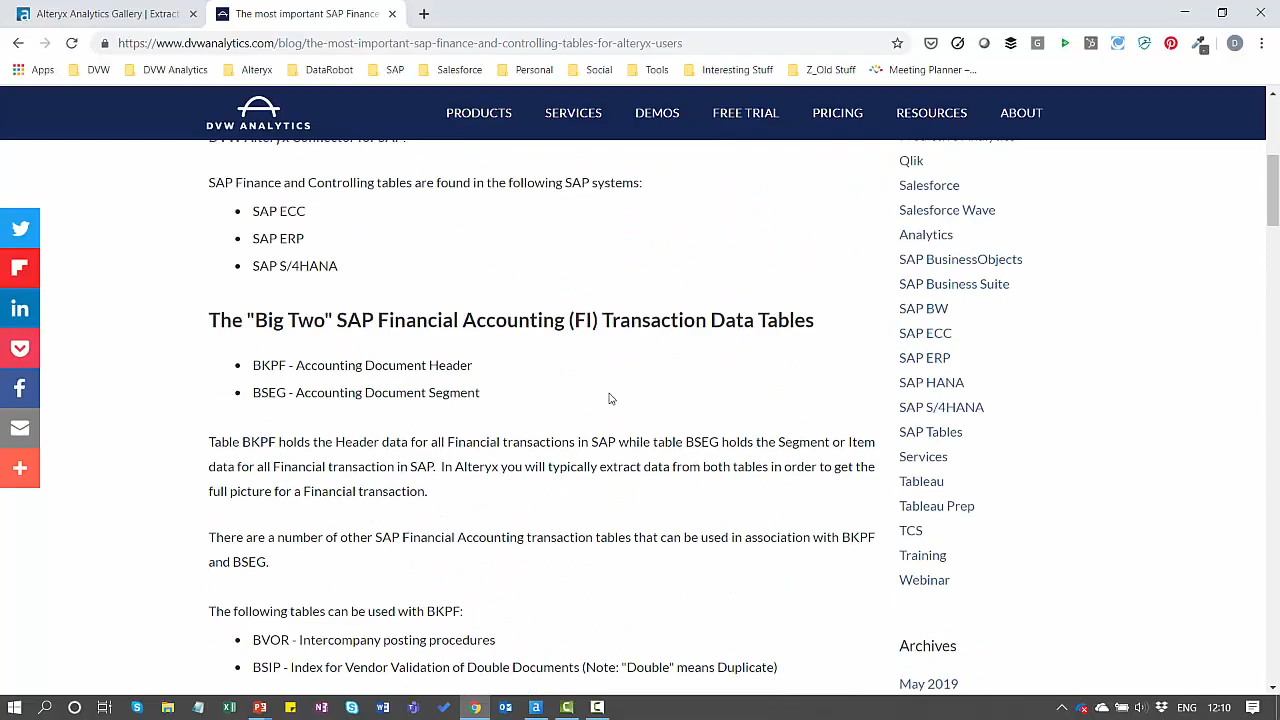 Alteryx Analytics Gallery | Extract
The most important SAP Finance
https://www.dvwanalytics.com/blog/the-most-important-sap-finance-and-controlling-tables-for-alteryx-users
Apps DVW DVW Analytics Alteryx DataRobot SAP Salesforce Personal Social Tools Interesting Stuff Z_Old Stuff Meeting Planner –...
DVW ANALYTICS
PRODUCTS SERVICES DEMOS FREE TRIAL PRICING RESOURCES ABOUT
DVW Alteryx Connector for SAP.
SAP Finance and Controlling tables are found in the following SAP systems:
• SAP ECC
• SAP ERP
• SAP S/4HANA
The "Big Two" SAP Financial Accounting (FI) Transaction Data Tables
• BKPF - Accounting Document Header
• BSEG - Accounting Document Segment
Table BKPF holds the Header data for all Financial transactions in SAP while table BSEG holds the Segment or Item
data for all Financial transaction in SAP. In Alteryx you will typically extract data from both tables in order to get the
full picture for a Financial transaction.
There are a number of other SAP Financial Accounting transaction tables that can be used in association with BKPF
and BSEG.
The following tables can be used with BKPF:
• BVOR - Intercompany posting procedures
• BSIP - Index for Vendor Validation of Double Documents (Note: "Double" means Duplicate)
Qlik
Salesforce
Salesforce Wave
Analytics
SAP BusinessObjects
SAP Business Suite
SAP BW
SAP ECC
SAP ERP
SAP HANA
SAP S/4HANA
SAP Tables
Services
Tableau
Tableau Prep
TCS
Training
Webinar
Archives
May 2019
ENG 12:10